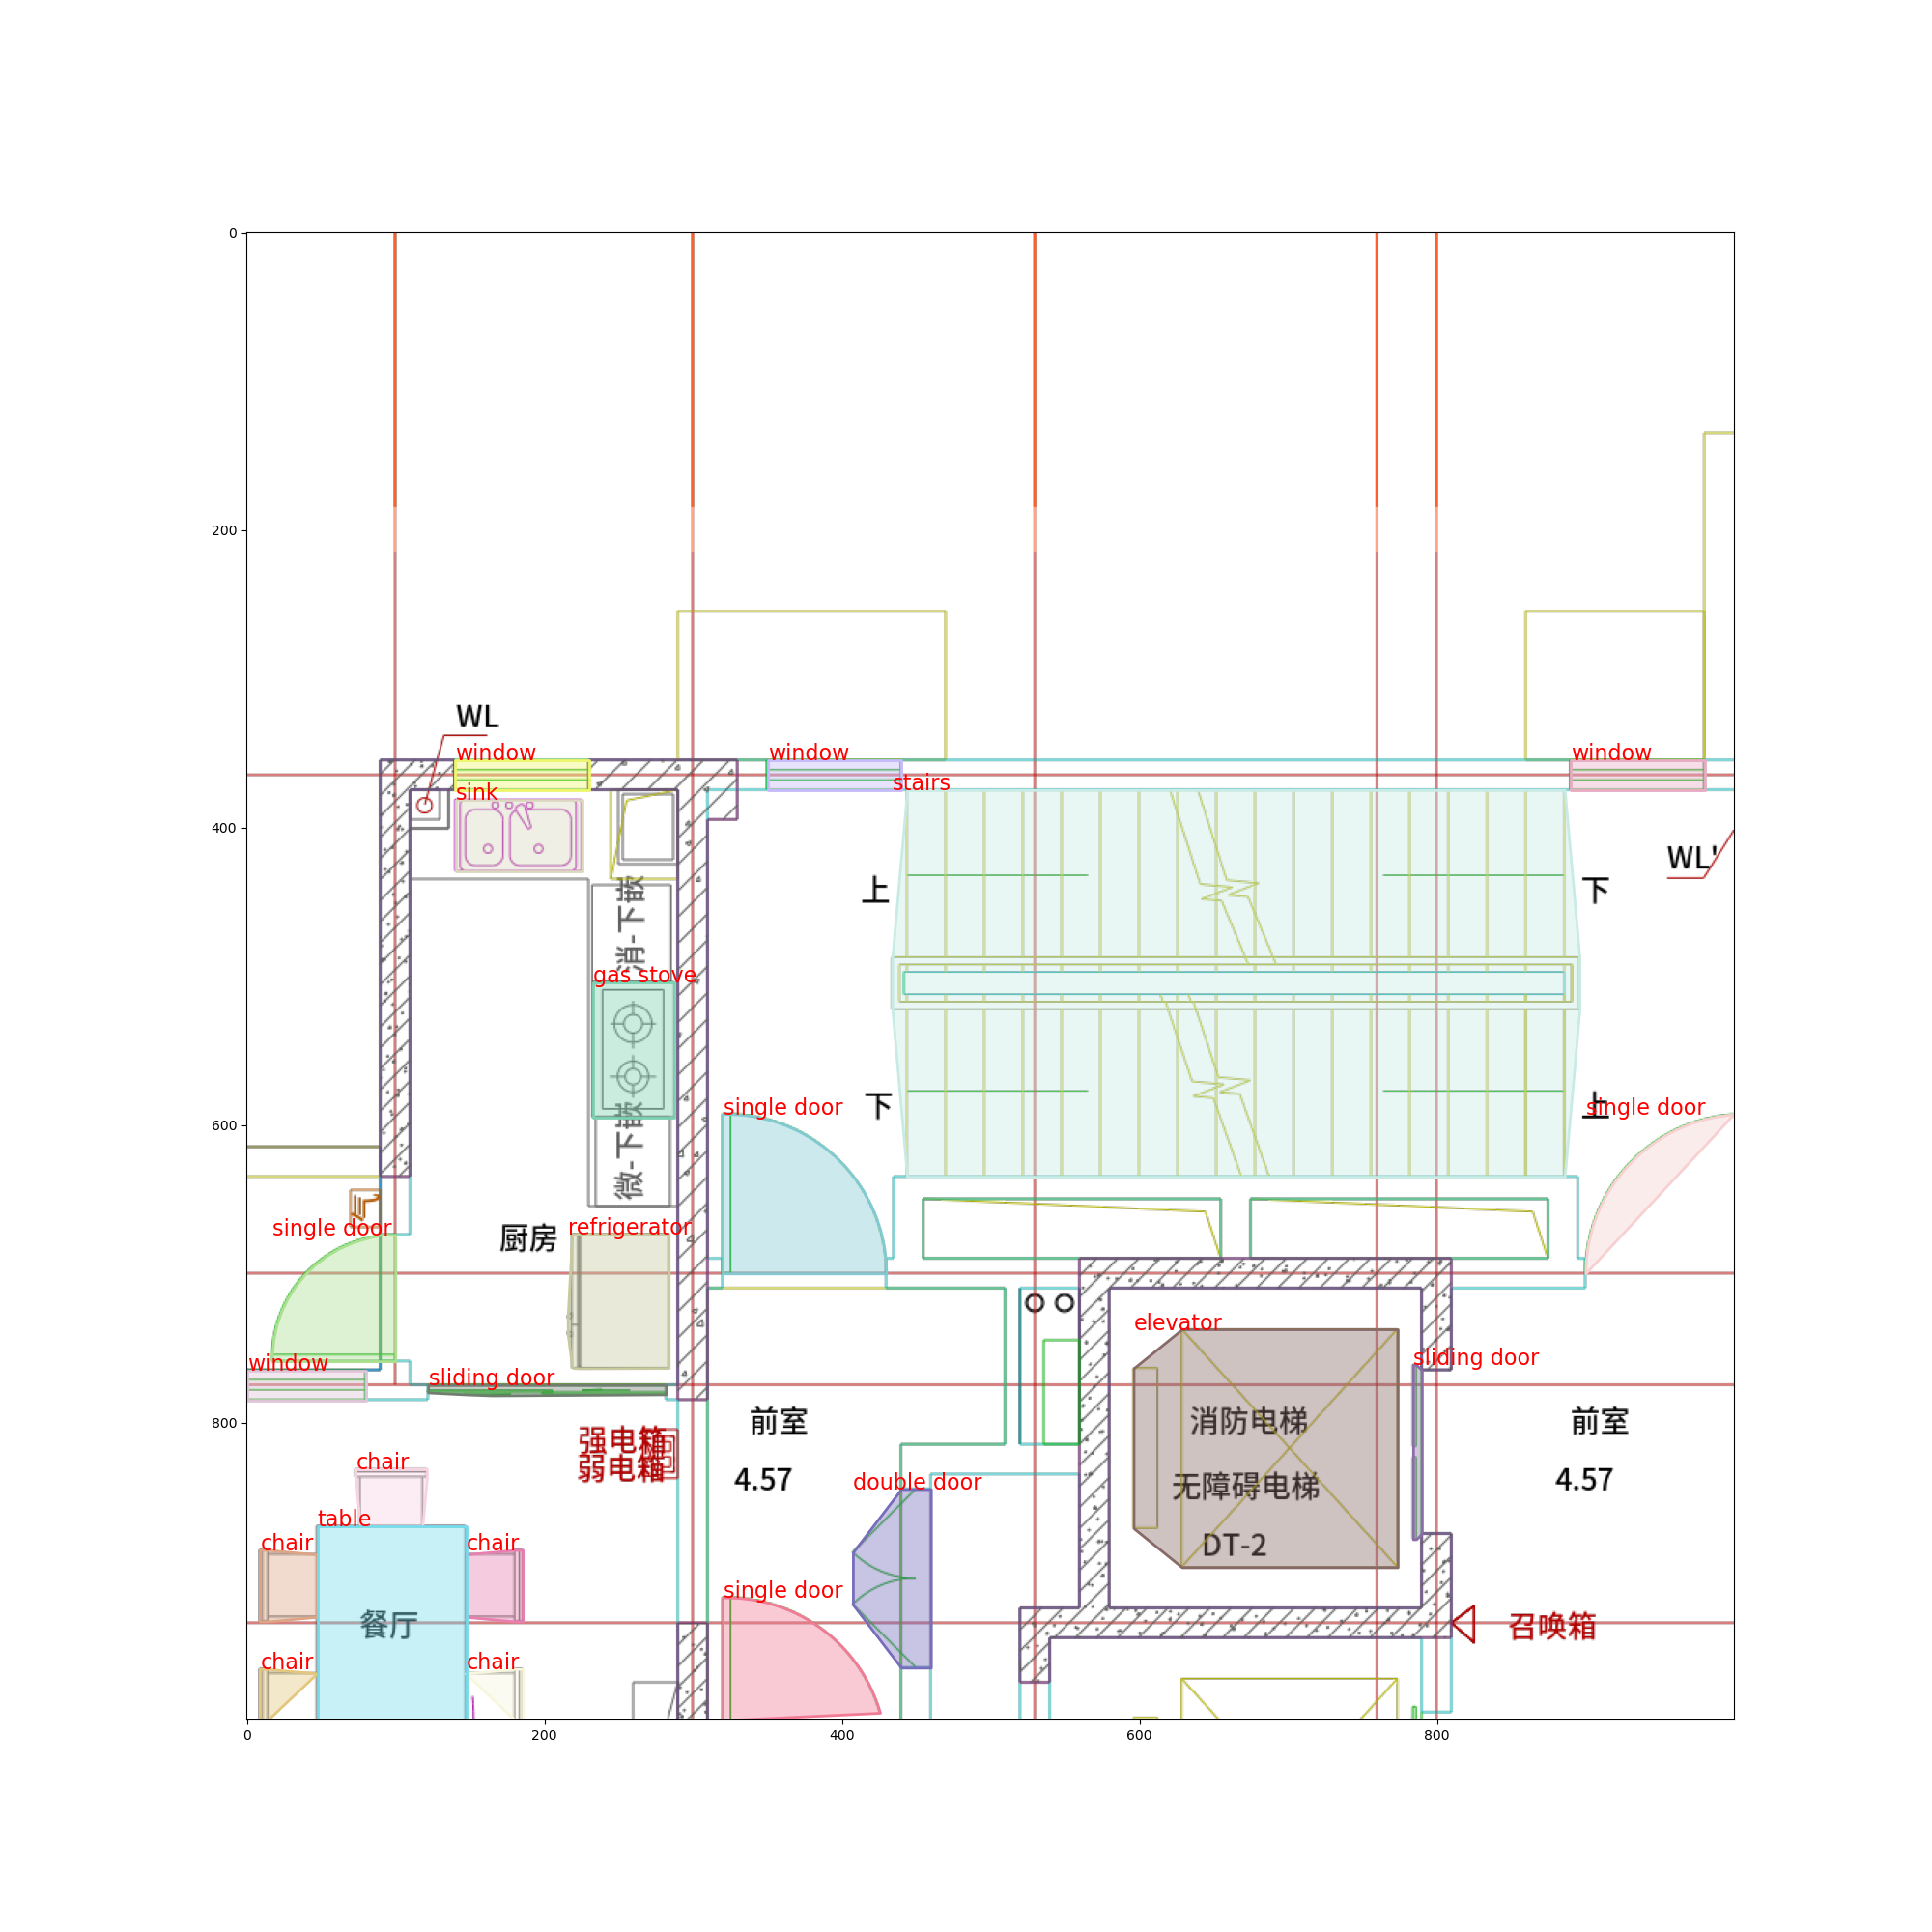 0
200
WL
window
window
window
stairs
sink
400
WL'
上
下
消-下嵌
gas stove
single door
下
上
single door
600
微-下嵌
气
single door
厨房
refrigerator
elevator
window
sliding door
sliding door
消防电梯
前室
前室
800
强电箱
弱电箱
chair
4.57
无障碍电梯
4.57
double door
table
chair
chair
DT-2
single door
餐厅
召唤箱
chair
chair
0
200
400
600
800